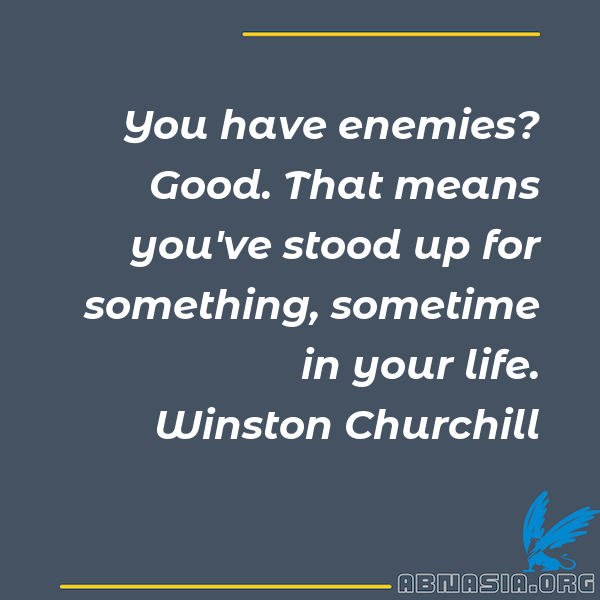 You have enemies?
Good. That means
you've stood up for
something, sometime
in your life.
Winston Churchill
ABNASIA.ORG